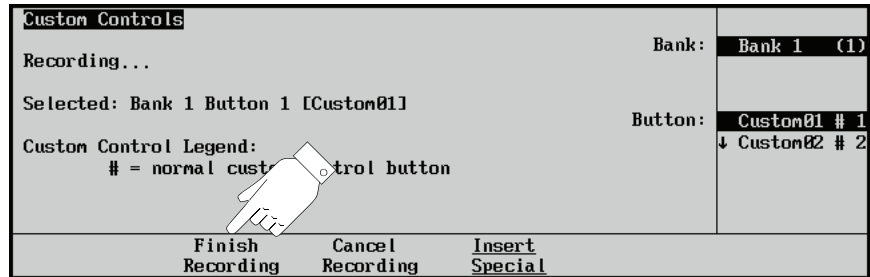 Custom Controls
Bank: Bank 1 (1)
Recording...
Selected: Bank 1 Button 1 [Custom01]
Button: Custom01 # 1
↓ Custom02 # 2
Custom Control Legend:
# = normal trol button
Finish Recording
Cancel Recording
Insert Special